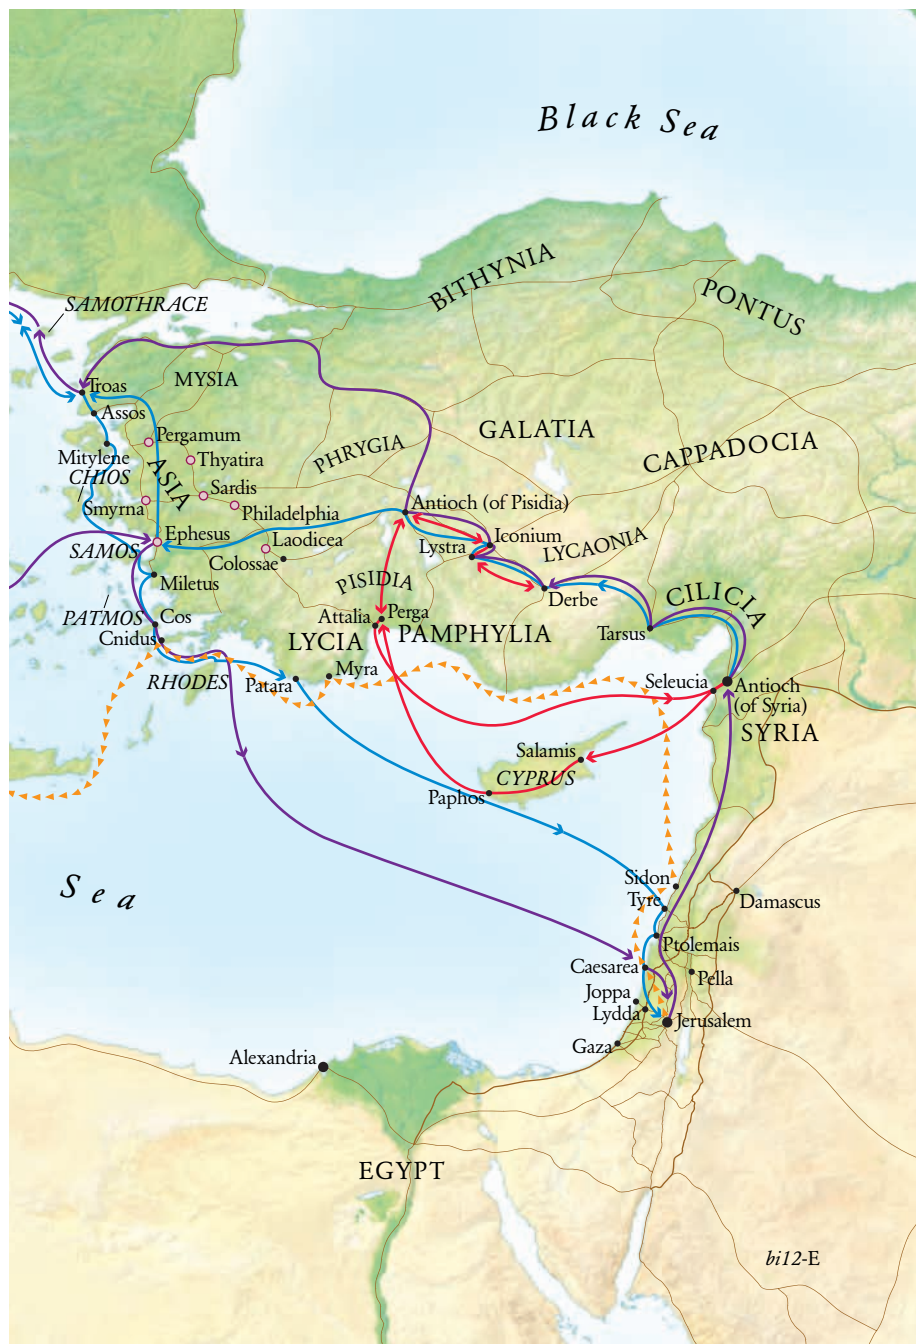 Black Sea
BITHYNIA
PONTUS
SAMOTHRACE
Troas
MYSIA
Assos
Pergamum
GALATIA
PHRYGIA
CAPPADOCIA
Mitylene
Thyatira
ASIA
CHIOS
Sardis
Smyrna
Philadelphia
Antioch (of Pisidia)
Ephesus
Iconium
Laodicea
Lystra
LYCAONIA
SAMOS
Colossae
Miletus
PISIDIA
Derbe
CILICIA
PATMOS
Cos
Attalia
Perga
Cnidus
LYCIA
PAMPHYLIA
Tarsus
RHODES
Patara
Myra
Seleucia
Antioch
(of Syria)
SYRIA
Salamis
CYPRUS
Paphos
Sea
Sidon
Tyre
Damascus
Ptolemais
Caesarea
Pella
Joppa
Lydda
Jerusalem
Gaza
Alexandria
EGYPT
bi12-E